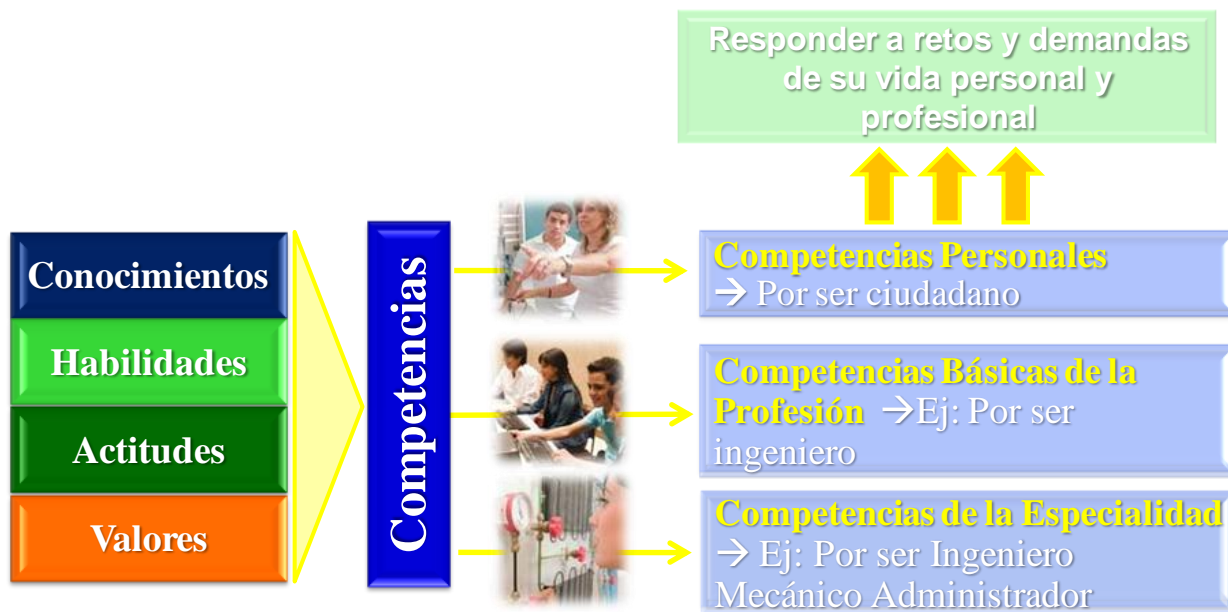 Responder a retos y demandas
de su vida personal y
profesional
Conocimientos
Habilidades
Actitudes
Valores
Competencias
Competencias Personales
→ Por ser ciudadano
Competencias Básicas de la
Profesión →Ej: Por ser
ingeniero
Competencias de la Especialidad
→ Ej: Por ser Ingeniero
Mecánico Administrador